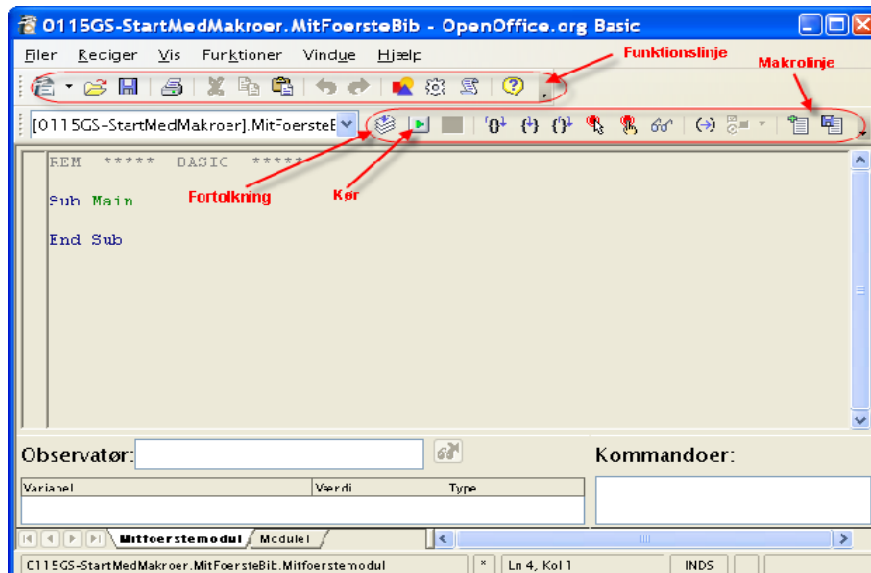 0115GS-StartMedMakroer.MitFoersteBib - OpenOffice.org Basic
Filer Rediger Vis Funktioner Vindue Hjælp
Funktionslinje
Makrolinje
[0115GS-StartMedMakroer].MitFoersteE
REM ***** BASIC *****
Sub Main
Fortolkning
Kør
End Sub
Observatør:
Kommandoer:
Variabel Værdi Type
Mitfoerstemodul Module1
0115GS-StartMedMakroer.MitFoersteBib.Mitfoerstemodul * Ln 4, Kol 1 INDS